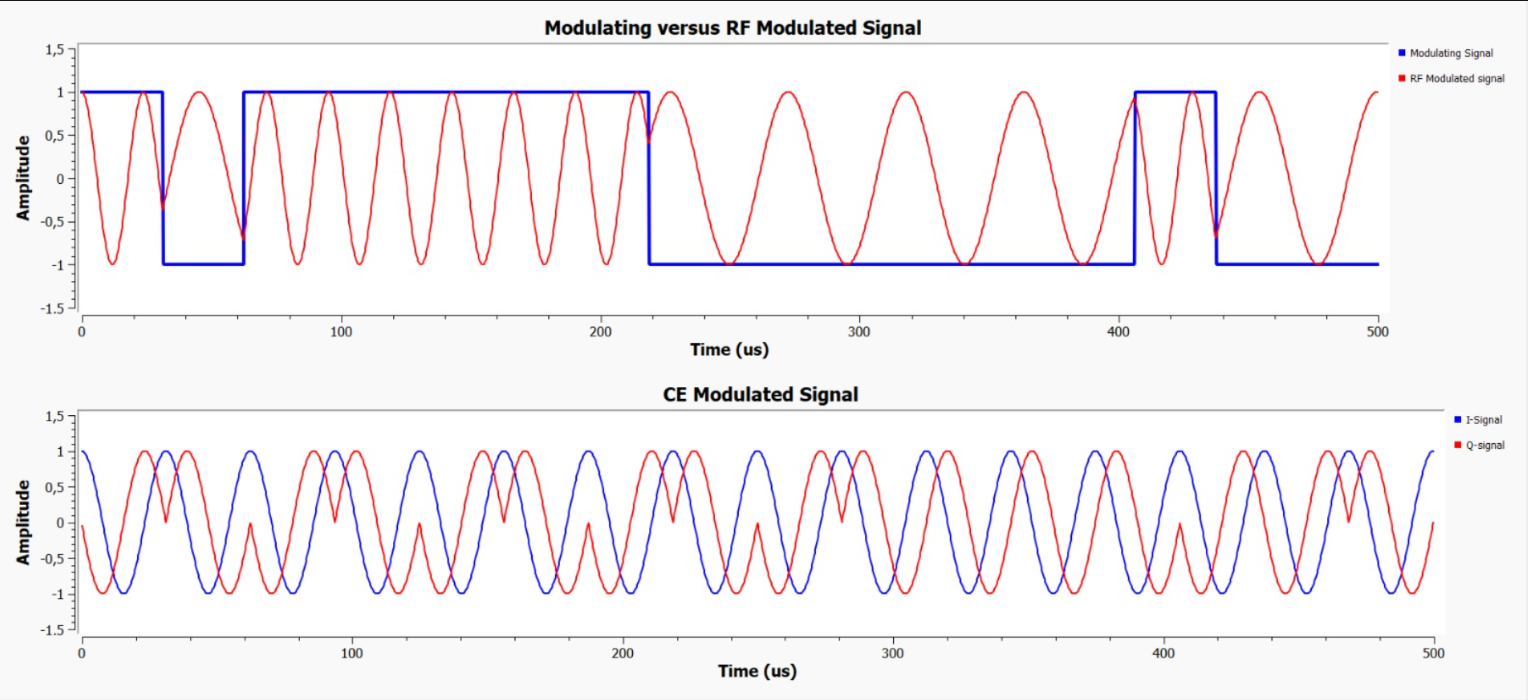 Modulating versus RF Modulated Signal
1,5
1
0,5
0
-0,5
-1
-1.5
Amplitude
0 100 200 300 400 500
Time (us)
Modulating Signal
RF Modulated signal
CE Modulated Signal
1,5
1
0,5
0
-0,5
-1
-1.5
Amplitude
0 100 200 300 400 500
Time (us)
I-Signal
Q-signal